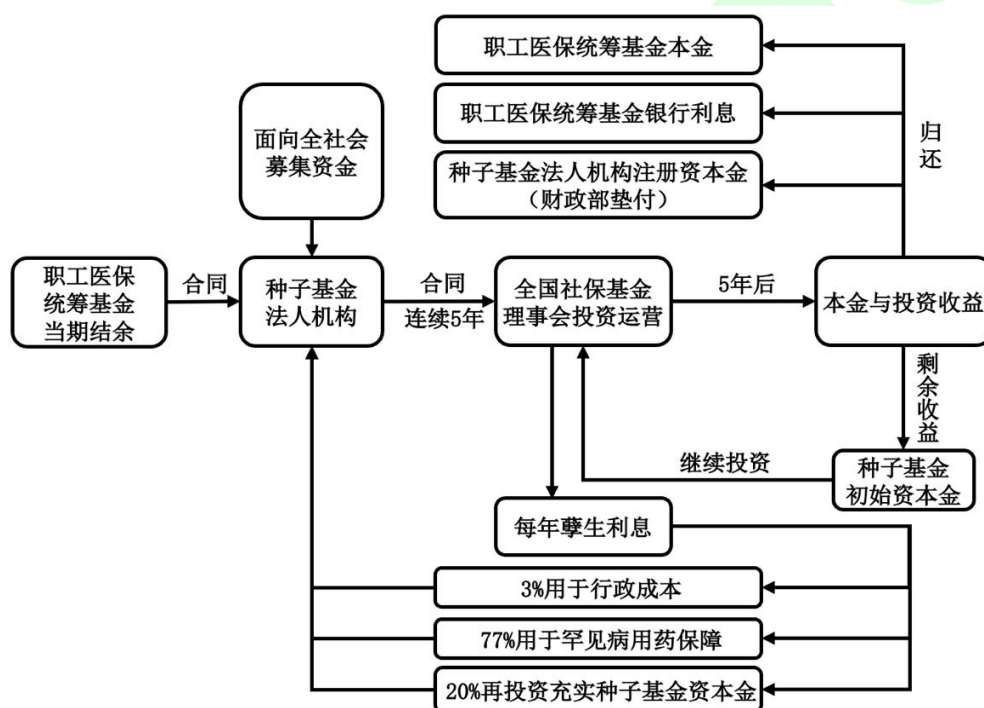 职工医保统筹基金本金
职工医保统筹基金银行利息
种子基金法人机构注册资本金
（财政部垫付）
归
还
面向全社会
募集资金
职工医保
统筹基金
当期结余
合同
种子基金
法人机构
合同
连续5年
全国社保基金
理事会投资运营
5年后
本金与投资收益
剩
余
收
益
继续投资
种子基金
初始资本金
每年孽生利息
3%用于行政成本
77%用于罕见病用药保障
20%再投资充实种子基金资本金